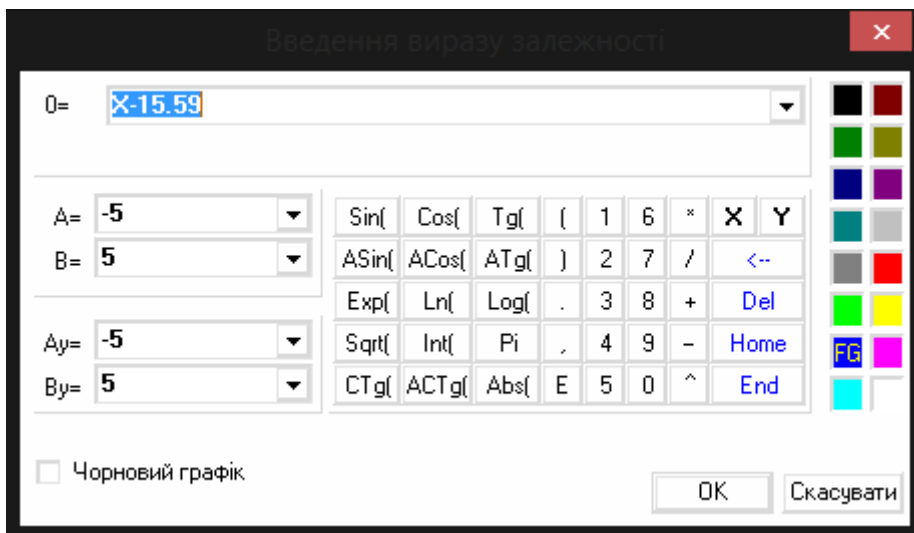 Введення виразу залежності
0= X-15.59
A= -5 Sin( Cos( Tg( ( 1 6 * X Y
B= 5 ASin( ACos( ATg( ) 2 7 / <--
Exp( Ln( Log( . 3 8 + Del
Ay= -5 Sqrt( Int( Pi , 4 9 - Home FG
By= 5 CTg( ACTg( Abs( E 5 0 ^ End
Чорновий графік
OK Скасувати